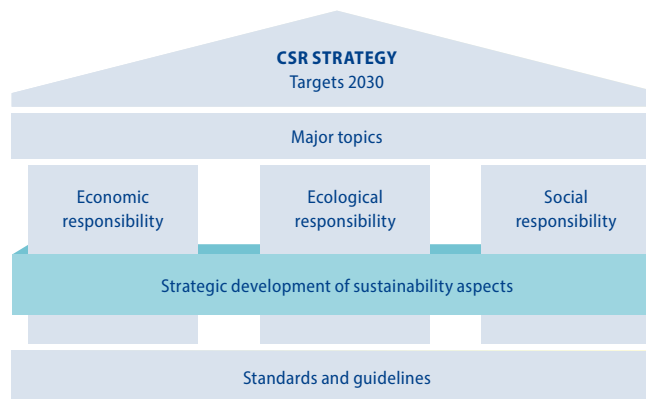 CSR STRATEGY
Targets 2030
Major topics
Economic
responsibility
Ecological
responsibility
Social
responsibility
Strategic development of sustainability aspects
Standards and guidelines